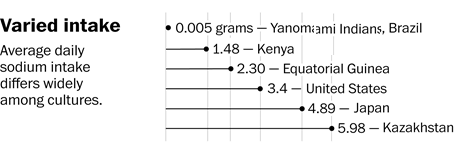 Varied intake
Average daily
sodium intake
differs widely
among cultures.
0.005 grams — Yanomami Indians, Brazil
1.48 — Kenya
2.30 — Equatorial Guinea
3.4 — United States
4.89 — Japan
5.98 — Kazakhstan